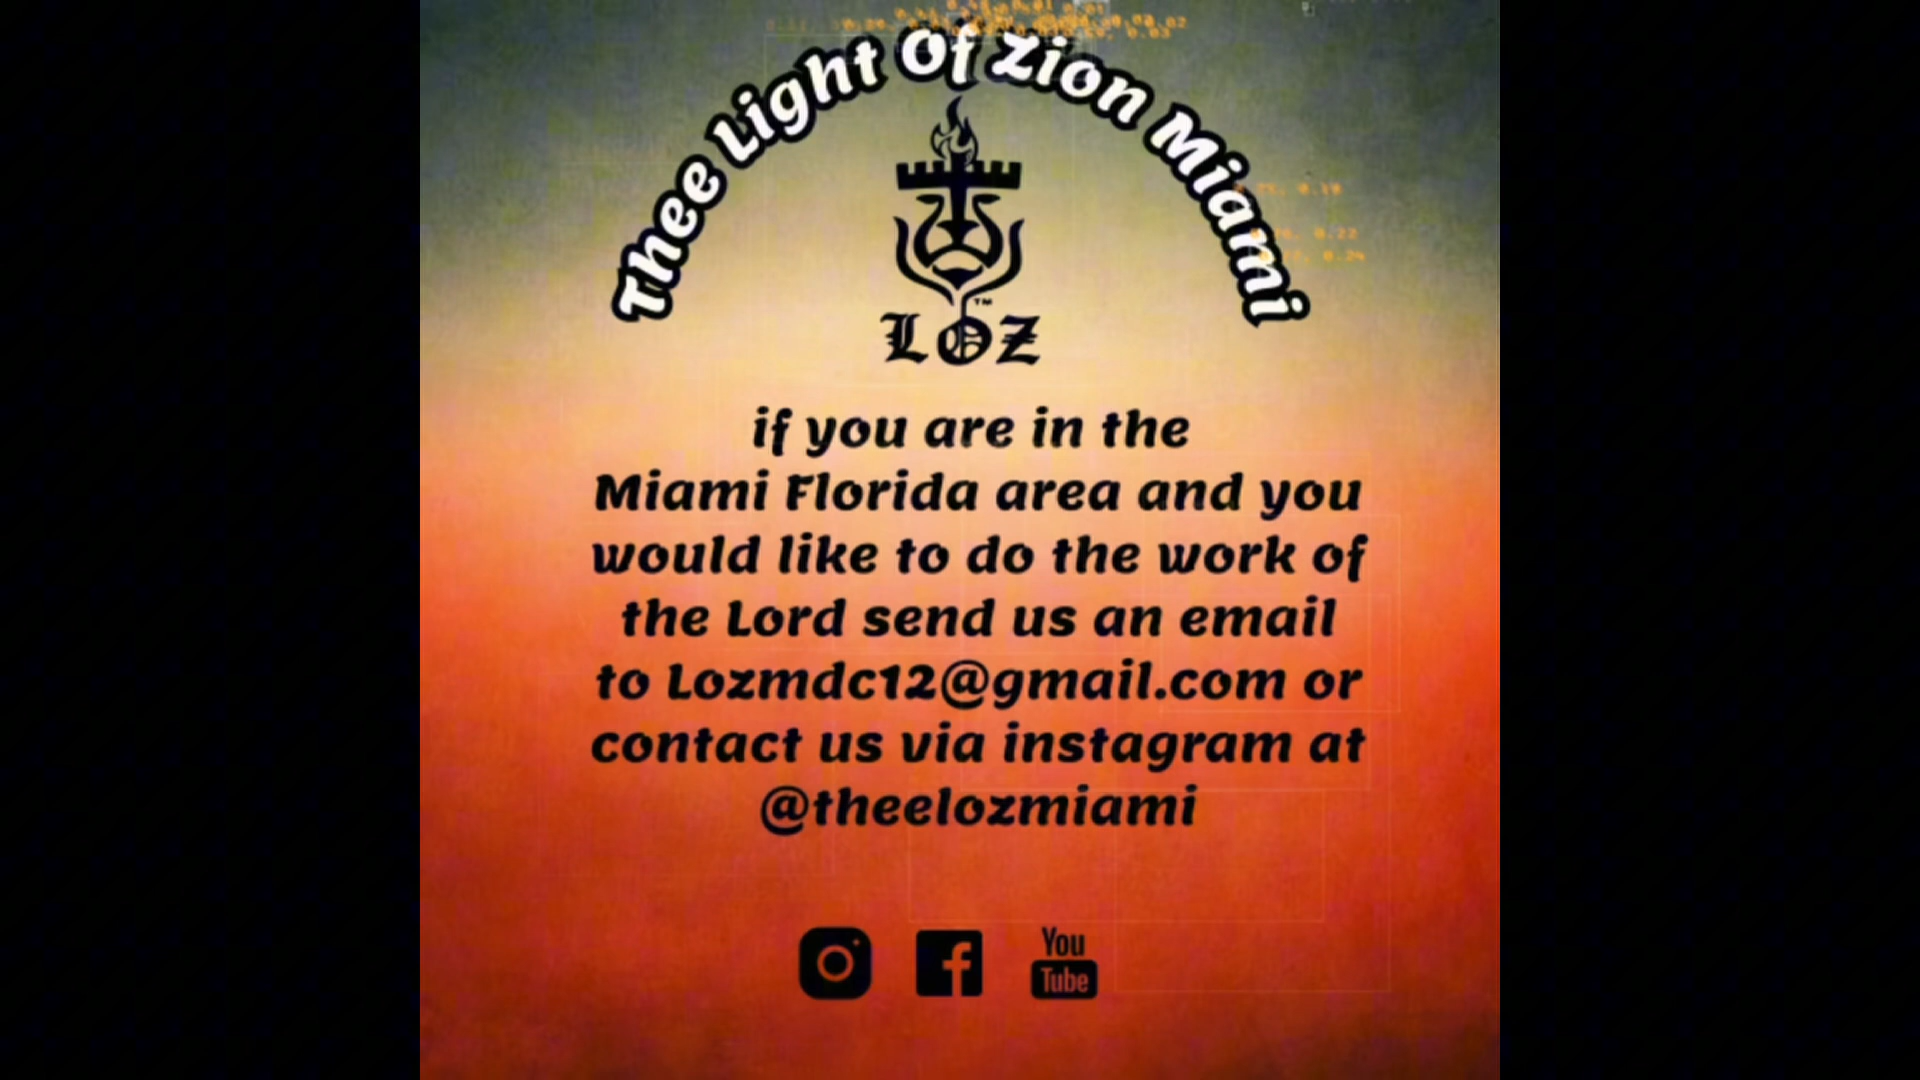 Thee Light Of Zion Miami
™
LOZ
if you are in the
Miami Florida area and you
would like to do the work of
the Lord send us an email
to Lozmdc12@gmail.com or
contact us via instagram at
@theelozmiami
You
Tube